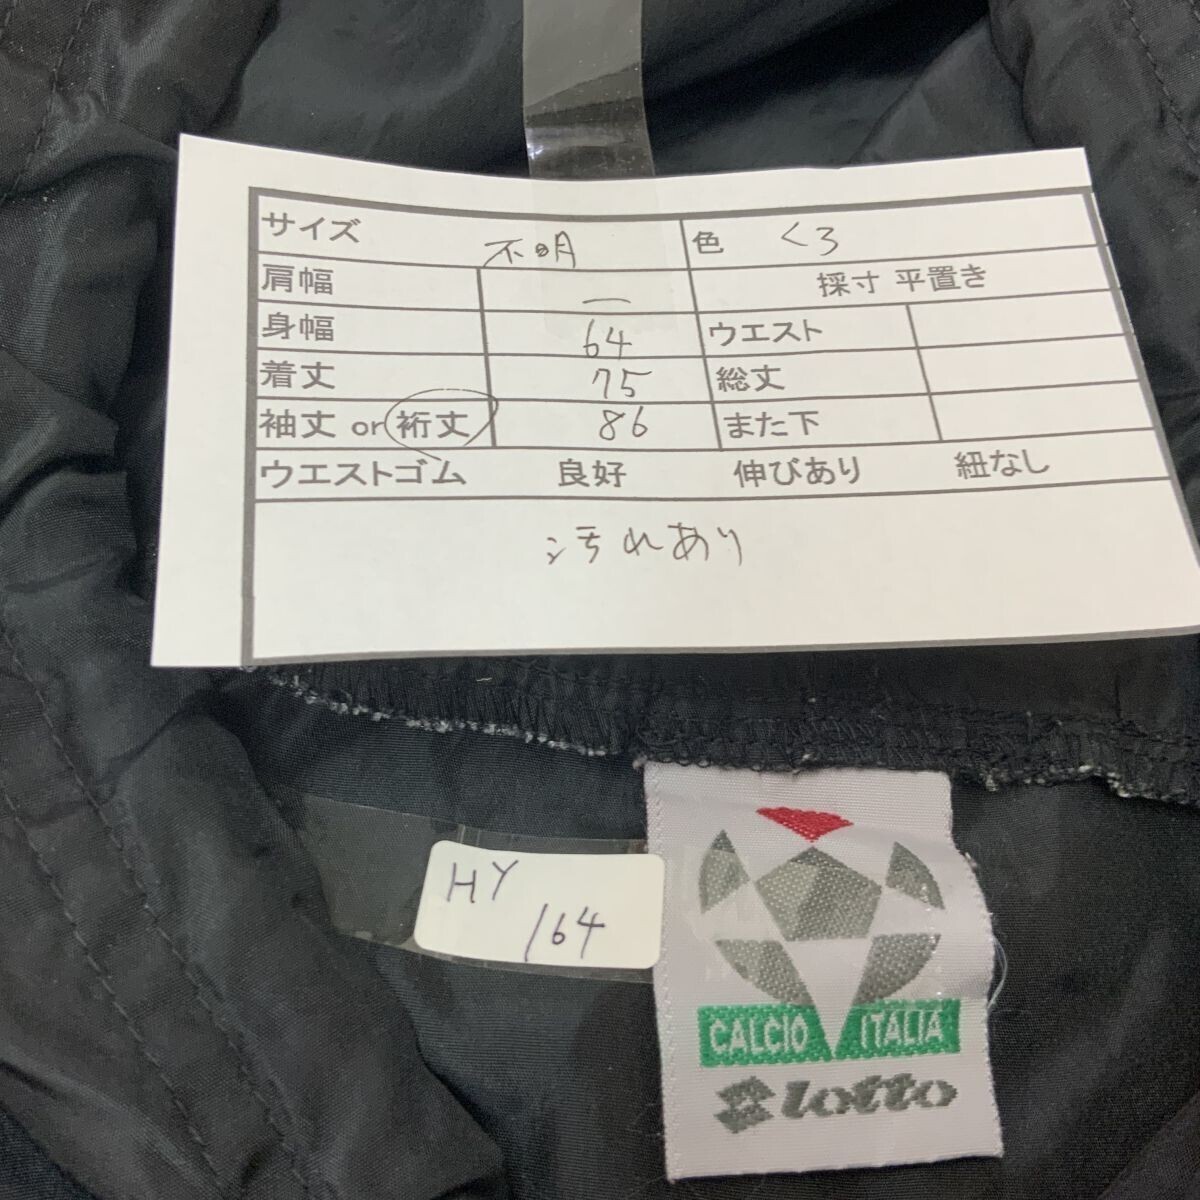 サイズ 不明 色 くろ
肩幅 — 採寸 平置き
身幅 64 ウエスト
着丈 75 総丈
袖丈 or 裄丈 86 また下
ウエストゴム 良好 伸びあり 紐なし
汚れあり
HY
164
CALCIO ITALIA
lotto